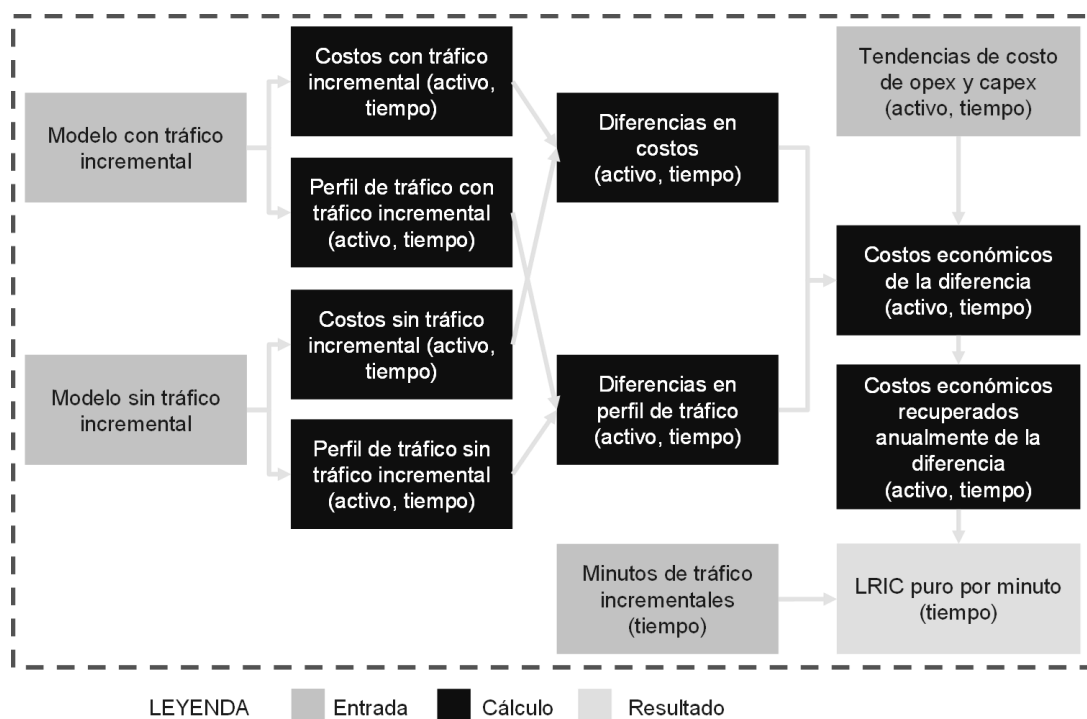 Modelo con tráfico
incremental
Modelo sin tráfico
incremental
Costos con tráfico
incremental (activo,
tiempo)
Perfil de tráfico con
tráfico incremental
(activo, tiempo)
Costos sin tráfico
incremental (activo,
tiempo)
Perfil de tráfico sin
tráfico incremental
(activo, tiempo)
Diferencias en
costos
(activo, tiempo)
Diferencias en
perfil de tráfico
(activo, tiempo)
Minutos de tráfico
incrementales
(tiempo)
Tendencias de costo
de opex y capex
(activo, tiempo)
Costos económicos
de la diferencia
(activo, tiempo)
Costos económicos
recuperados
anualmente de la
diferencia
(activo, tiempo)
LRIC puro por minuto
(tiempo)
LEYENDA Entrada Cálculo Resultado